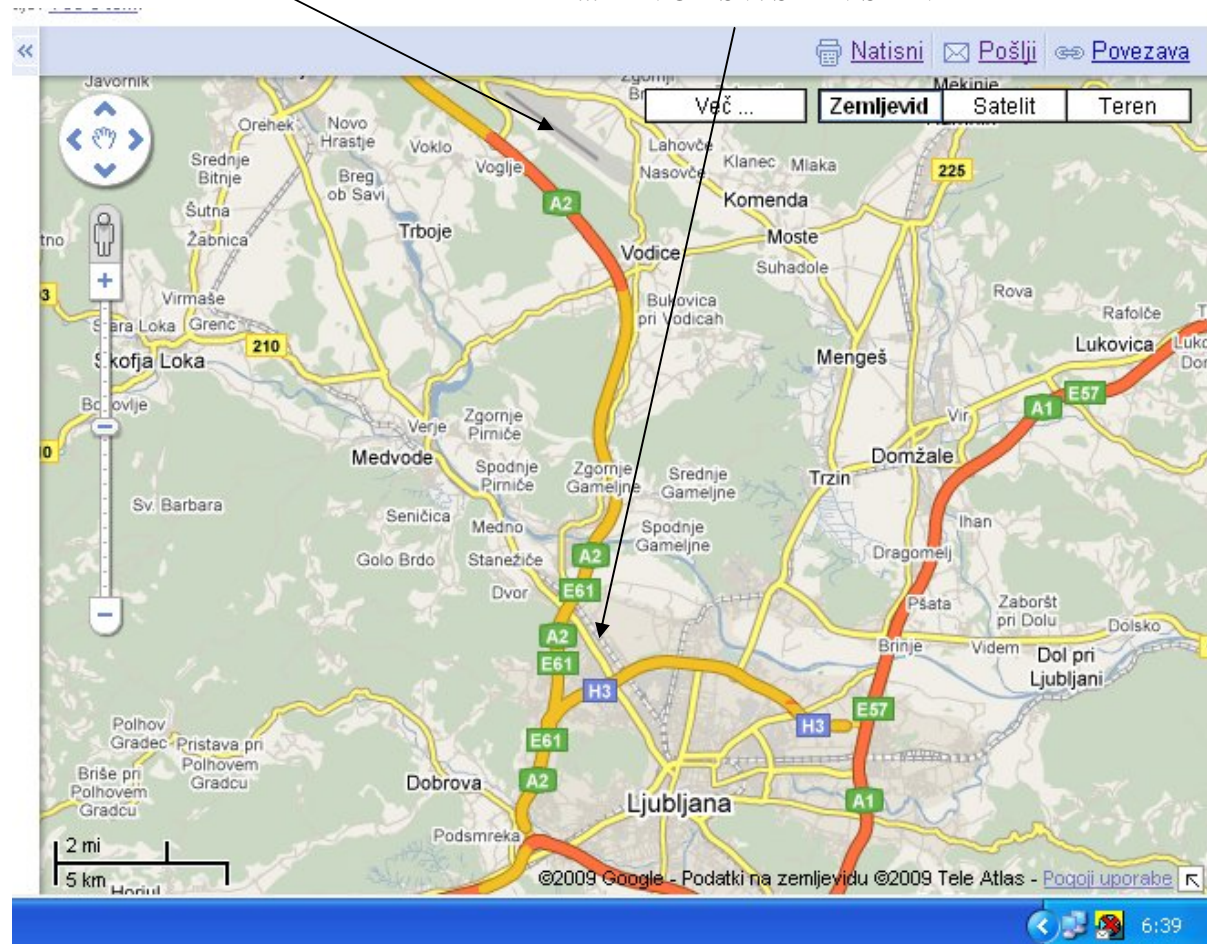 Natisni Pošlji Povezava
Več ... Zemljevid Satelit Teren
Javornik
Mekinje
Orehek
Novo Hrastje
Voklo
Voglje
Lahovče
Nasovče
Klanec
Mlaka
225
Srednje Bitnje
Breg ob Savi
A2
Komenda
Šutna
Žabnica
Trboje
Moste
Vodice
Suhadole
Virmaše
Bukovica pri Vodicah
Rova
Rafolče
Stara Loka
Grenc
210
Škofja Loka
Mengeš
Lukovica
E57
A1
Verje
Zgornje Pirniče
Vir
Medvode
Domžale
Spodnje Pirniče
Zgornje Gameljne
Srednje Gameljne
Trzin
Sv. Barbara
Seničica
Medno
Spodnje Gameljne
Ihan
Golo Brdo
Stanežiče
A2
Dragomelj
Dvor
E61
Pšata
Zaboršt pri Dolu
Dolsko
A2
E61
Brinje
Videm
Dol pri Ljubljani
H3
E57
H3
Polhov Gradec
Pristava pri Polhovem Gradcu
E61
Briše pri Polhovem Gradcu
Dobrova
A2
Ljubljana
A1
Podsmreka
2 mi
5 km
Horjul
©2009 Google - Podatki na zemljevidu ©2009 Tele Atlas - Pogoji uporabe
6:39